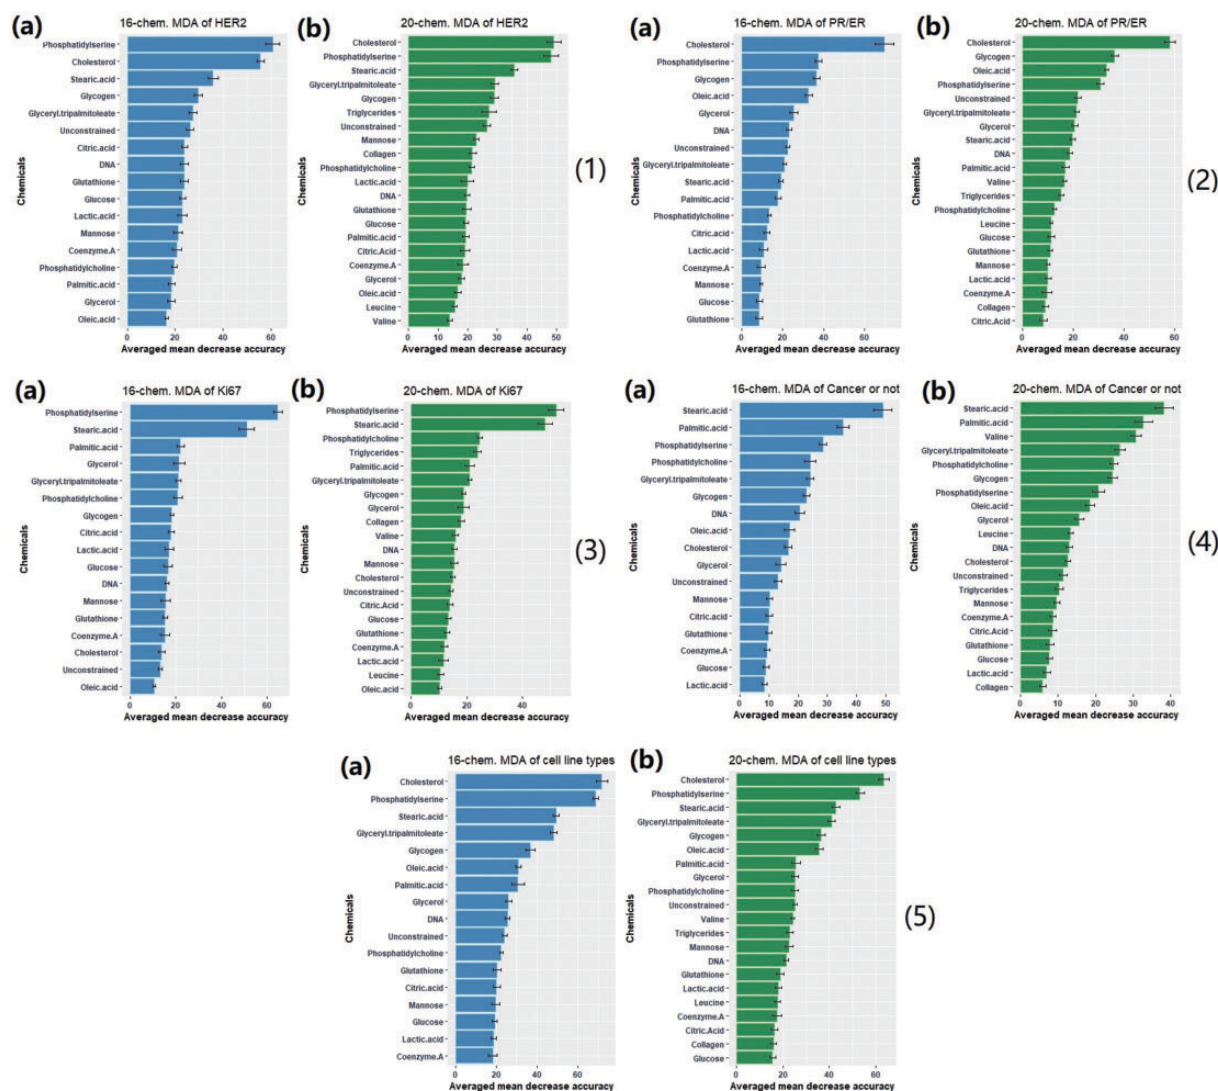 (a)
16-chem. MDA of HER2
Chemicals
Phosphatidylserine
Cholesterol
Stearic.acid
Glycogen
Glyceryl.tripalmitoleate
Unconstrained
Citric.acid
DNA
Glutathione
Glucose
Lactic.acid
Mannose
Coenzyme.A
Phosphatidylcholine
Palmitic.acid
Glycerol
Oleic.acid
0 20 40 60
Averaged mean decrease accuracy
(b)
20-chem. MDA of HER2
Chemicals
Cholesterol
Phosphatidylserine
Stearic.acid
Glyceryl.tripalmitoleate
Glycogen
Triglycerides
Unconstrained
Mannose
Collagen
Phosphatidylcholine
Lactic.acid
DNA
Glutathione
Glucose
Palmitic.acid
Citric.Acid
Coenzyme.A
Glycerol
Oleic.acid
Leucine
Valine
0 10 20 30 40 50
Averaged mean decrease accuracy
(1)
(a)
16-chem. MDA of PR/ER
Chemicals
Cholesterol
Phosphatidylserine
Glycogen
Oleic.acid
Glycerol
DNA
Unconstrained
Glyceryl.tripalmitoleate
Stearic.acid
Palmitic.acid
Phosphatidylcholine
Citric.acid
Lactic.acid
Coenzyme.A
Mannose
Glucose
Glutathione
0 20 40 60
Averaged mean decrease accuracy
(b)
20-chem. MDA of PR/ER
Chemicals
Cholesterol
Glycogen
Oleic.acid
Phosphatidylserine
Unconstrained
Glyceryl.tripalmitoleate
Glycerol
Stearic.acid
DNA
Palmitic.acid
Valine
Triglycerides
Phosphatidylcholine
Leucine
Glucose
Glutathione
Mannose
Lactic.acid
Coenzyme.A
Collagen
Citric.Acid
0 20 40 60
Averaged mean decrease accuracy
(2)
(a)
16-chem. MDA of Ki67
Chemicals
Phosphatidylserine
Stearic.acid
Palmitic.acid
Glycerol
Glyceryl.tripalmitoleate
Phosphatidylcholine
Glycogen
Citric.acid
Lactic.acid
Glucose
DNA
Mannose
Glutathione
Coenzyme.A
Cholesterol
Unconstrained
Oleic.acid
0 20 40 60
Averaged mean decrease accuracy
(b)
20-chem. MDA of Ki67
Chemicals
Phosphatidylserine
Stearic.acid
Phosphatidylcholine
Triglycerides
Palmitic.acid
Glyceryl.tripalmitoleate
Glycogen
Glycerol
Collagen
Valine
DNA
Mannose
Cholesterol
Unconstrained
Citric.Acid
Glucose
Glutathione
Coenzyme.A
Lactic.acid
Leucine
Oleic.acid
0 20 40
Averaged mean decrease accuracy
(3)
(a)
16-chem. MDA of Cancer or not
Chemicals
Stearic.acid
Palmitic.acid
Phosphatidylserine
Phosphatidylcholine
Glyceryl.tripalmitoleate
Glycogen
DNA
Oleic.acid
Cholesterol
Glycerol
Unconstrained
Mannose
Citric.acid
Glutathione
Coenzyme.A
Glucose
Lactic.acid
0 10 20 30 40 50
Averaged mean decrease accuracy
(b)
20-chem. MDA of Cancer or not
Chemicals
Stearic.acid
Palmitic.acid
Valine
Glyceryl.tripalmitoleate
Phosphatidylcholine
Glycogen
Phosphatidylserine
Oleic.acid
Glycerol
Leucine
DNA
Cholesterol
Unconstrained
Triglycerides
Mannose
Coenzyme.A
Citric.Acid
Glutathione
Glucose
Lactic.acid
Collagen
0 10 20 30 40
Averaged mean decrease accuracy
(4)
(a)
16-chem. MDA of cell line types
Chemicals
Cholesterol
Phosphatidylserine
Stearic.acid
Glyceryl.tripalmitoleate
Glycogen
Oleic.acid
Palmitic.acid
Glycerol
DNA
Unconstrained
Phosphatidylcholine
Glutathione
Citric.acid
Mannose
Glucose
Lactic.acid
Coenzyme.A
0 20 40 60
Averaged mean decrease accuracy
(b)
20-chem. MDA of cell line types
Chemicals
Cholesterol
Phosphatidylserine
Stearic.acid
Glyceryl.tripalmitoleate
Glycogen
Oleic.acid
Palmitic.acid
Glycerol
Phosphatidylcholine
Unconstrained
Valine
Triglycerides
Mannose
DNA
Glutathione
Lactic.acid
Leucine
Coenzyme.A
Citric.Acid
Collagen
Glucose
0 20 40 60
Averaged mean decrease accuracy
(5)